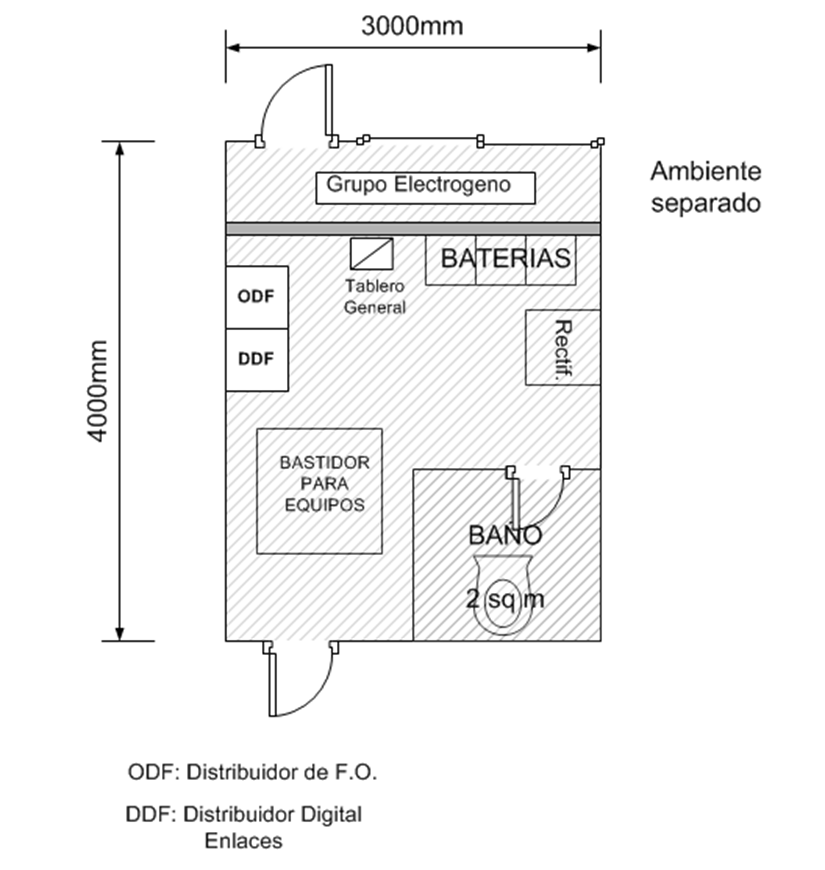 3000mm
Grupo Electrogeno
Ambiente
separado
BATERIAS
Tablero
General
ODF
DDF
Rectif.
4000mm
BASTIDOR
PARA
EQUIPOS
BAÑO
2 sq m
ODF: Distribuidor de F.O.
DDF: Distribuidor Digital
Enlaces